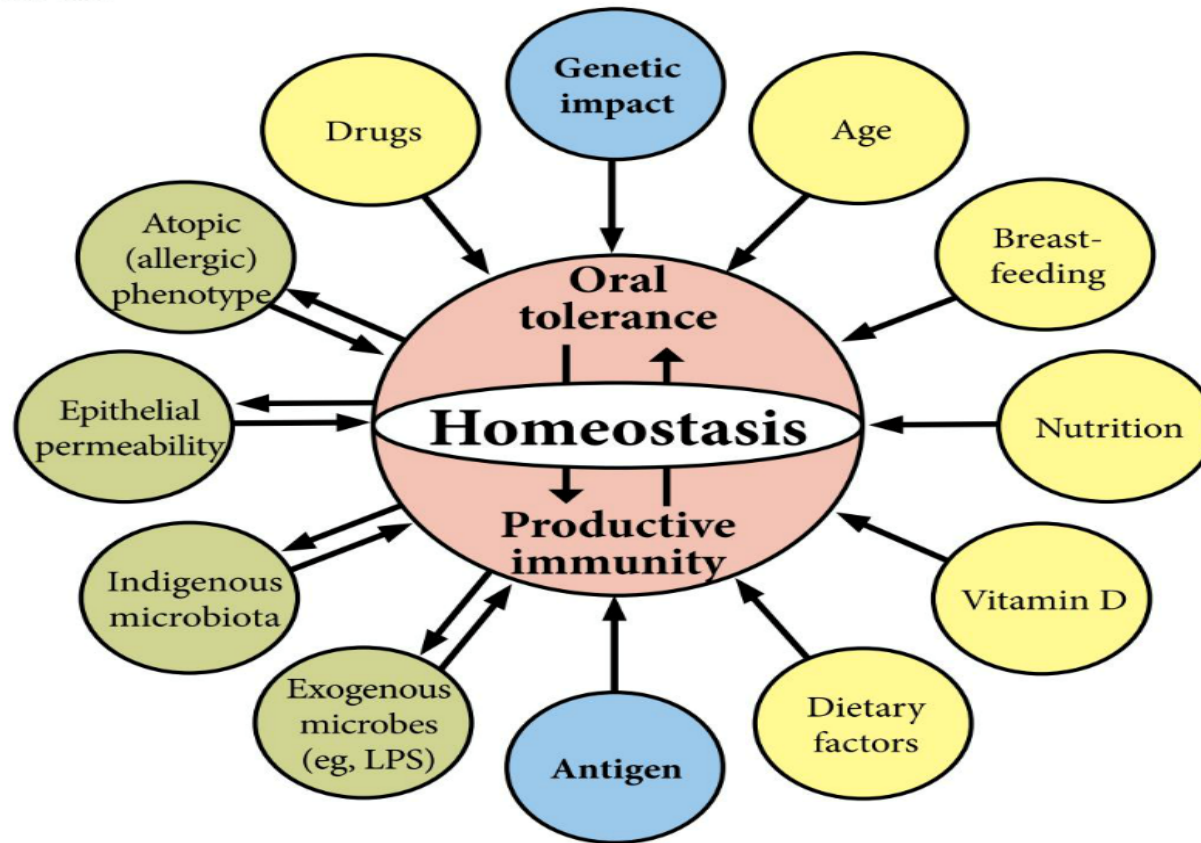 Genetic
impact
Drugs
Age
Atopic
(allergic)
phenotype
Breast-
feeding
Oral
tolerance
Epithelial
permeability
Homeostasis
Nutrition
Productive
immunity
Indigenous
microbiota
Vitamin D
Exogenous
microbes
(eg, LPS)
Dietary
factors
Antigen